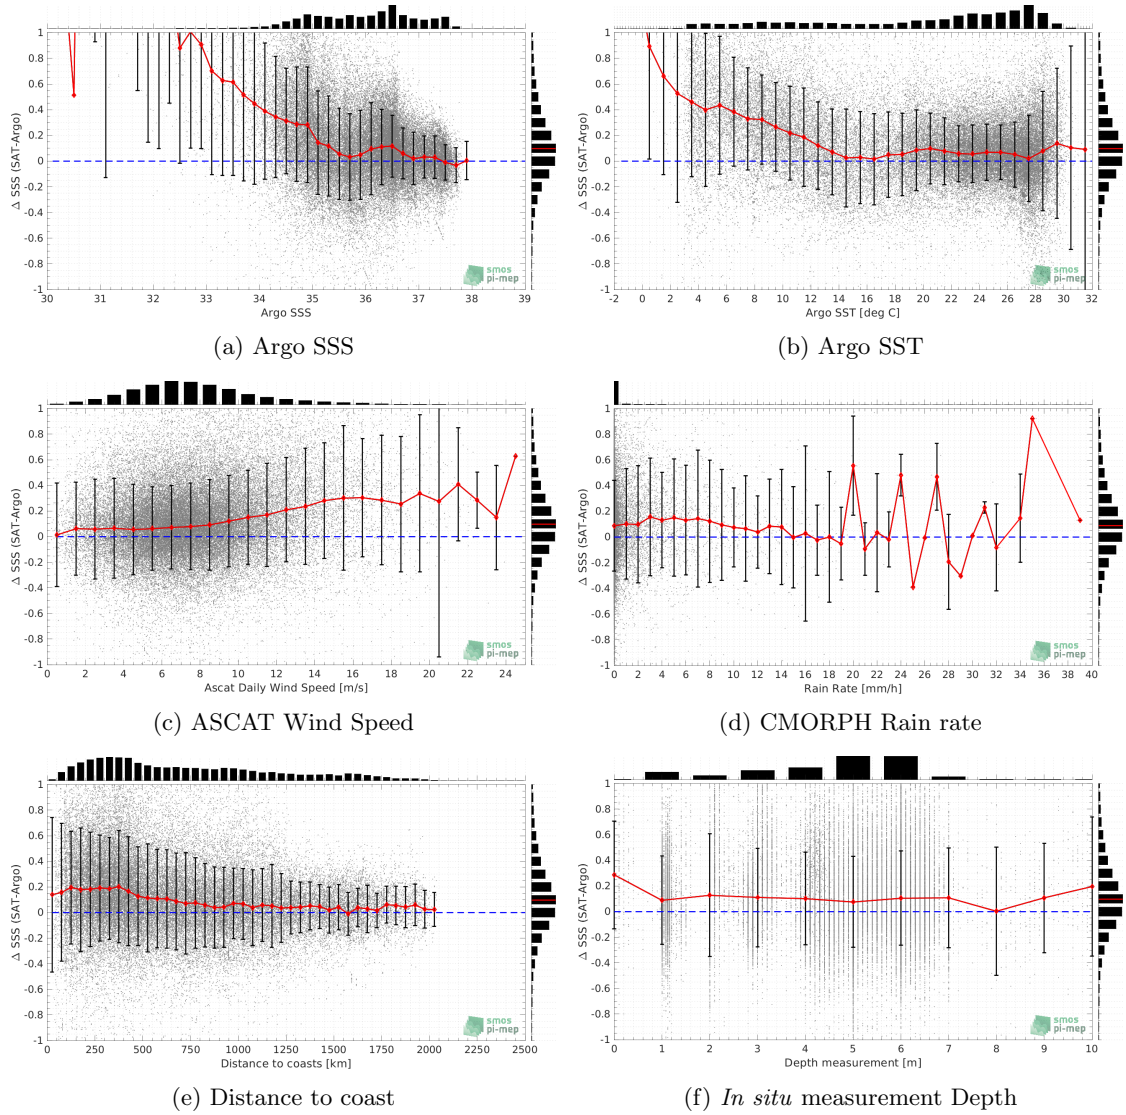 1
0.8
0.6
0.4
0.2
0
-0.2
-0.4
-0.6
-0.8
-1
Δ SSS (SAT-Argo)
30 31 32 33 34 35 36 37 38 39
Argo SSS
smos
pi-mep
(a) Argo SSS
1
0.8
0.6
0.4
0.2
0
-0.2
-0.4
-0.6
-0.8
-1
Δ SSS (SAT-Argo)
-2 0 2 4 6 8 10 12 14 16 18 20 22 24 26 28 30 32
Argo SST [deg C]
smos
pi-mep
(b) Argo SST
1
0.8
0.6
0.4
0.2
0
-0.2
-0.4
-0.6
-0.8
-1
Δ SSS (SAT-Argo)
0 2 4 6 8 10 12 14 16 18 20 22 24
Ascat Daily Wind Speed [m/s]
smos
pi-mep
(c) ASCAT Wind Speed
1
0.8
0.6
0.4
0.2
0
-0.2
-0.4
-0.6
-0.8
-1
Δ SSS (SAT-Argo)
0 2 4 6 8 10 12 14 16 18 20 22 24 26 28 30 32 34 36 38 40
Rain Rate [mm/h]
smos
pi-mep
(d) CMORPH Rain rate
1
0.8
0.6
0.4
0.2
0
-0.2
-0.4
-0.6
-0.8
-1
Δ SSS (SAT-Argo)
0 250 500 750 1000 1250 1500 1750 2000 2250 2500
Distance to coasts [km]
smos
pi-mep
(e) Distance to coast
1
0.8
0.6
0.4
0.2
0
-0.2
-0.4
-0.6
-0.8
-1
Δ SSS (SAT-Argo)
0 1 2 3 4 5 6 7 8 9 10
Depth measurement [m]
smos
pi-mep
(f) In situ measurement Depth